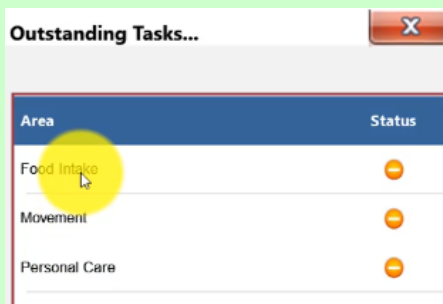 Outstanding Tasks...
Area Status
Food Intake
Movement
Personal Care